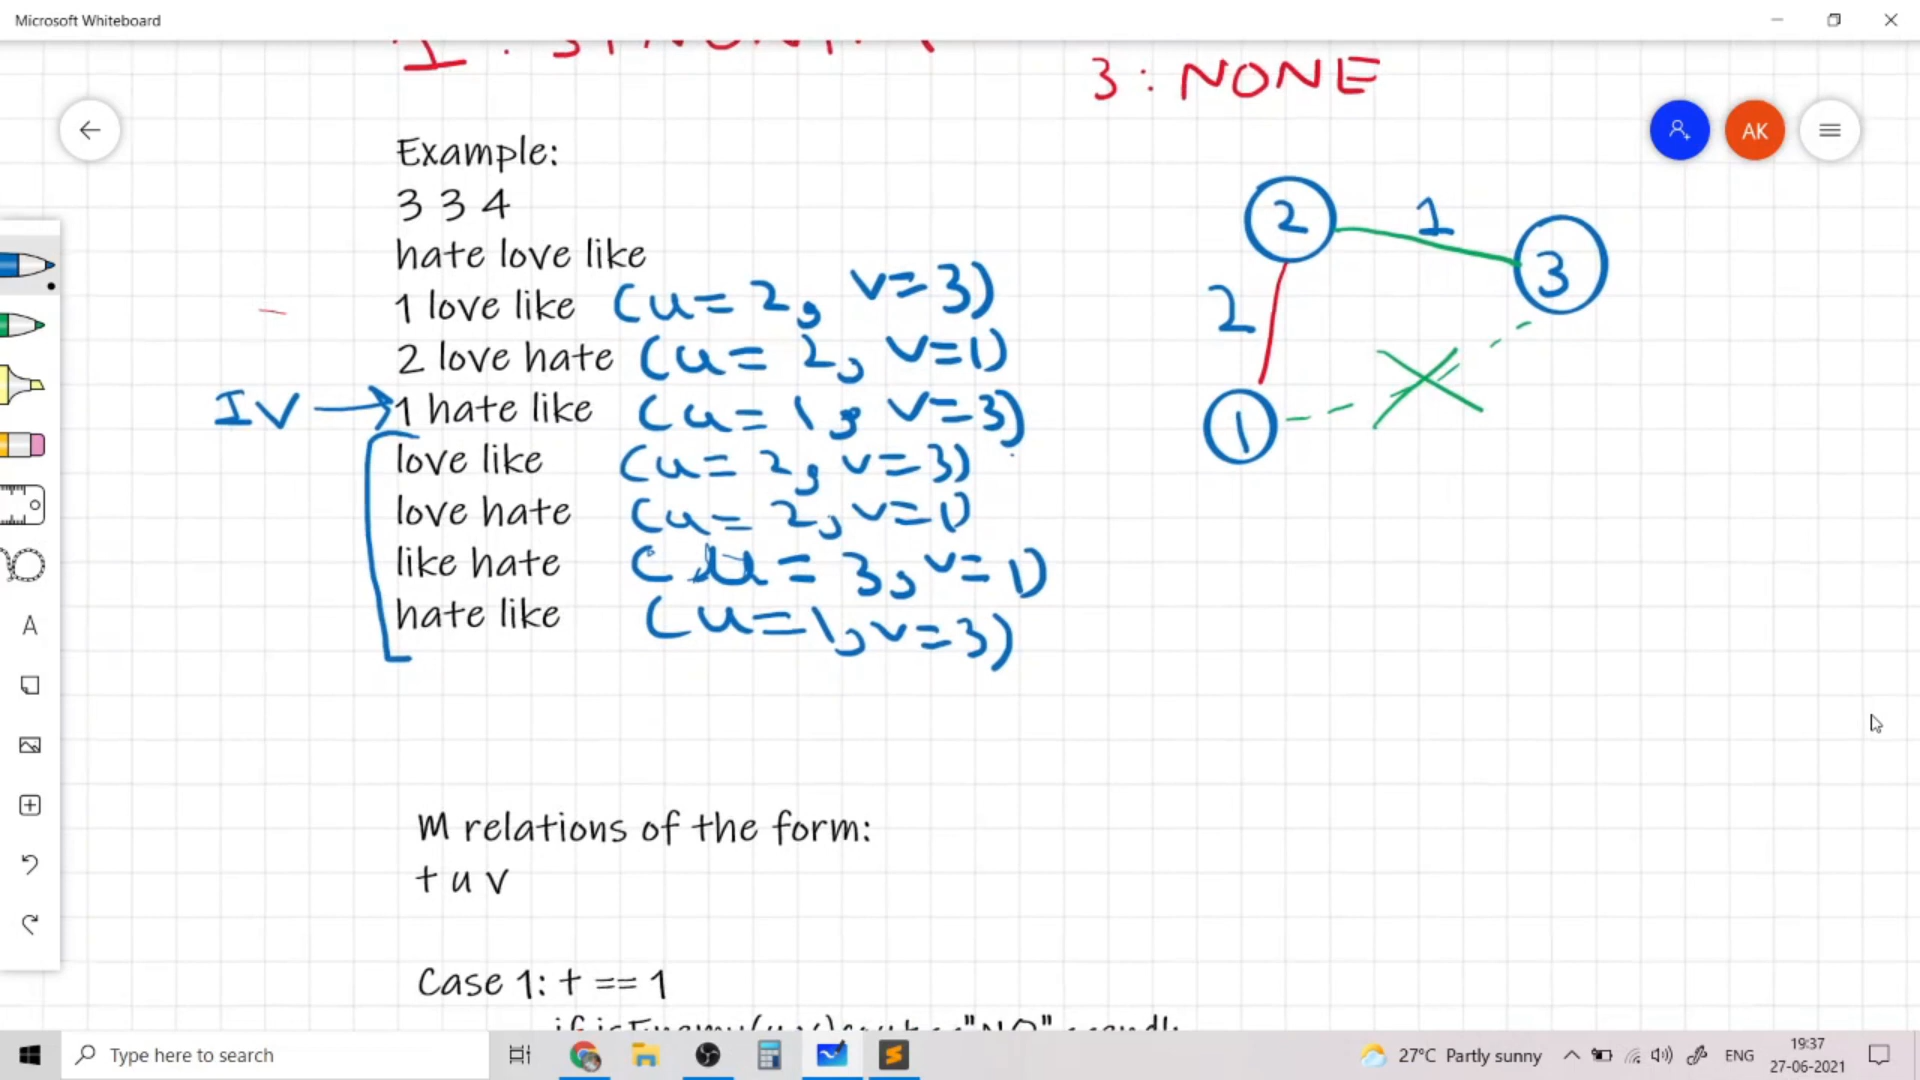 Microsoft Whiteboard
3 : NONE
AK
Example:
3 3 4
hate love like
1 love like (u = 2, v = 3)
2 love hate (u = 2, v = 1)
IV → 1 hate like (u = 1, v = 3)
love like (u = 2, v = 3)
love hate (u = 2, v = 1)
like hate (u = 3, v = 1)
hate like (u = 1, v = 3)
2
1
3
2
1
M relations of the form:
t u v
Case 1: t == 1
A
Type here to search
27°C Partly sunny
ENG
19:37
27-06-2021